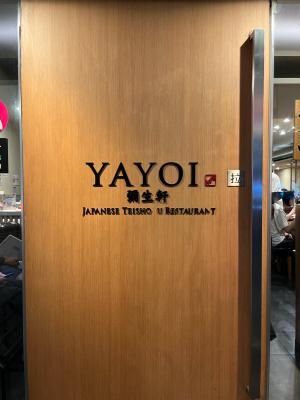 YAYOI
彌生軒
JAPANESE TEISHO U RESTAURANT
拉